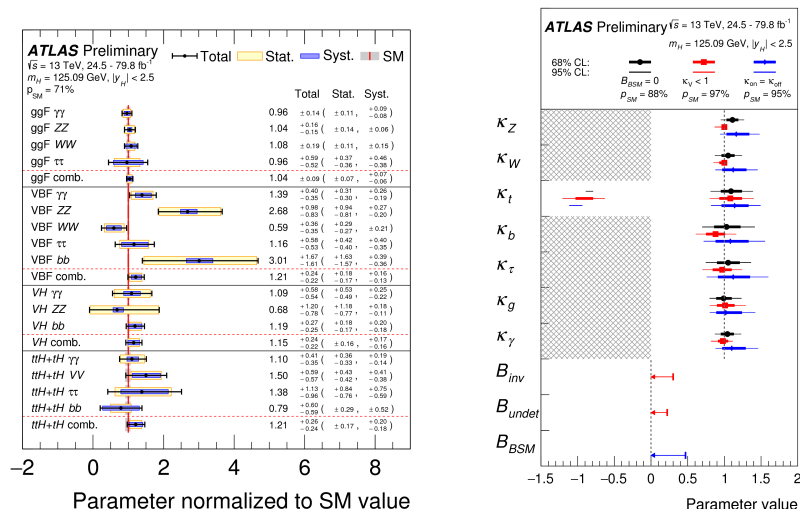 ATLAS Preliminary
√s = 13 TeV, 24.5 - 79.8 fb⁻¹
m_H = 125.09 GeV, |y_H| < 2.5
p_SM = 71%
Total Stat. Syst. SM
Total Stat. Syst.
ggF γγ 0.96 ± 0.14 ( ± 0.11 , +0.09 −0.08 )
ggF ZZ 1.04 +0.16 −0.15 ( ± 0.14 , ± 0.06 )
ggF WW 1.08 ± 0.19 ( ± 0.11 , ± 0.15 )
ggF ττ 0.96 +0.59 −0.52 ( +0.37 −0.36 , +0.46 −0.38 )
ggF comb. 1.04 ± 0.09 ( ± 0.07 , +0.07 −0.06 )
VBF γγ 1.39 +0.40 −0.35 ( +0.31 −0.30 , +0.26 −0.19 )
VBF ZZ 2.68 +0.98 −0.83 ( +0.94 −0.81 , +0.27 −0.20 )
VBF WW 0.59 +0.36 −0.35 ( +0.29 −0.27 , ± 0.21 )
VBF ττ 1.16 +0.58 −0.53 ( +0.42 −0.40 , +0.40 −0.35 )
VBF bb 3.01 +1.67 −1.61 ( +1.63 −1.57 , +0.39 −0.36 )
VBF comb. 1.21 +0.24 −0.22 ( +0.18 −0.17 , +0.16 −0.13 )
VH γγ 1.09 +0.58 −0.54 ( +0.53 −0.49 , +0.25 −0.22 )
VH ZZ 0.68 +1.20 −0.78 ( +1.18 −0.77 , +0.18 −0.11 )
VH bb 1.19 +0.27 −0.25 ( +0.18 −0.17 , +0.20 −0.18 )
VH comb. 1.15 +0.24 −0.22 ( ± 0.16 , +0.17 −0.16 )
ttH+tH γγ 1.10 +0.41 −0.35 ( +0.36 −0.33 , +0.19 −0.14 )
ttH+tH VV 1.50 +0.59 −0.57 ( +0.43 −0.42 , +0.41 −0.38 )
ttH+tH ττ 1.38 +1.13 −0.96 ( +0.84 −0.76 , +0.75 −0.59 )
ttH+tH bb 0.79 +0.60 −0.59 ( ± 0.29 , ± 0.52 )
ttH+tH comb. 1.21 +0.26 −0.24 ( ± 0.17 , +0.20 −0.18 )
−2 0 2 4 6 8
Parameter normalized to SM value
ATLAS Preliminary
√s = 13 TeV, 24.5 - 79.8 fb⁻¹
m_H = 125.09 GeV, |y_H| < 2.5
68% CL:
95% CL:
B_BSM = 0 κ_V < 1 κ_on = κ_off
p_SM = 88% p_SM = 97% p_SM = 95%
κ_Z
κ_W
κ_t
κ_b
κ_τ
κ_g
κ_γ
B_inv
B_undet
B_BSM
−1.5 −1 −0.5 0 0.5 1 1.5 2
Parameter value